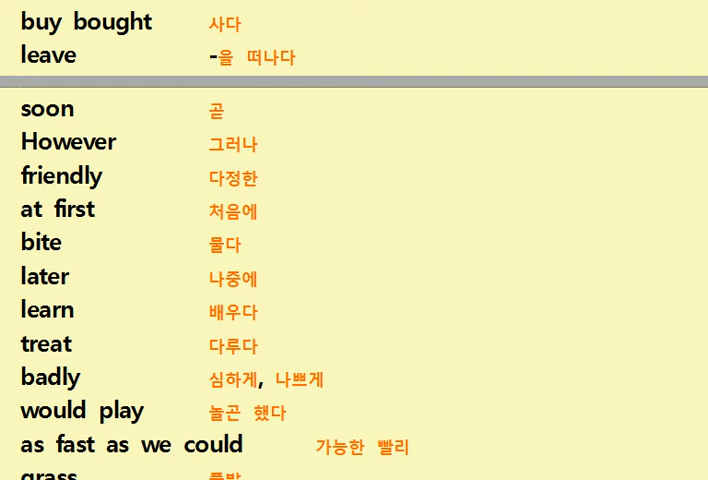 buy bought 사다
leave -을 떠나다
soon 곧
However 그러나
friendly 다정한
at first 처음에
bite 물다
later 나중에
learn 배우다
treat 다루다
badly 심하게, 나쁘게
would play 놀곤 했다
as fast as we could 가능한 빨리
grass 풀밭